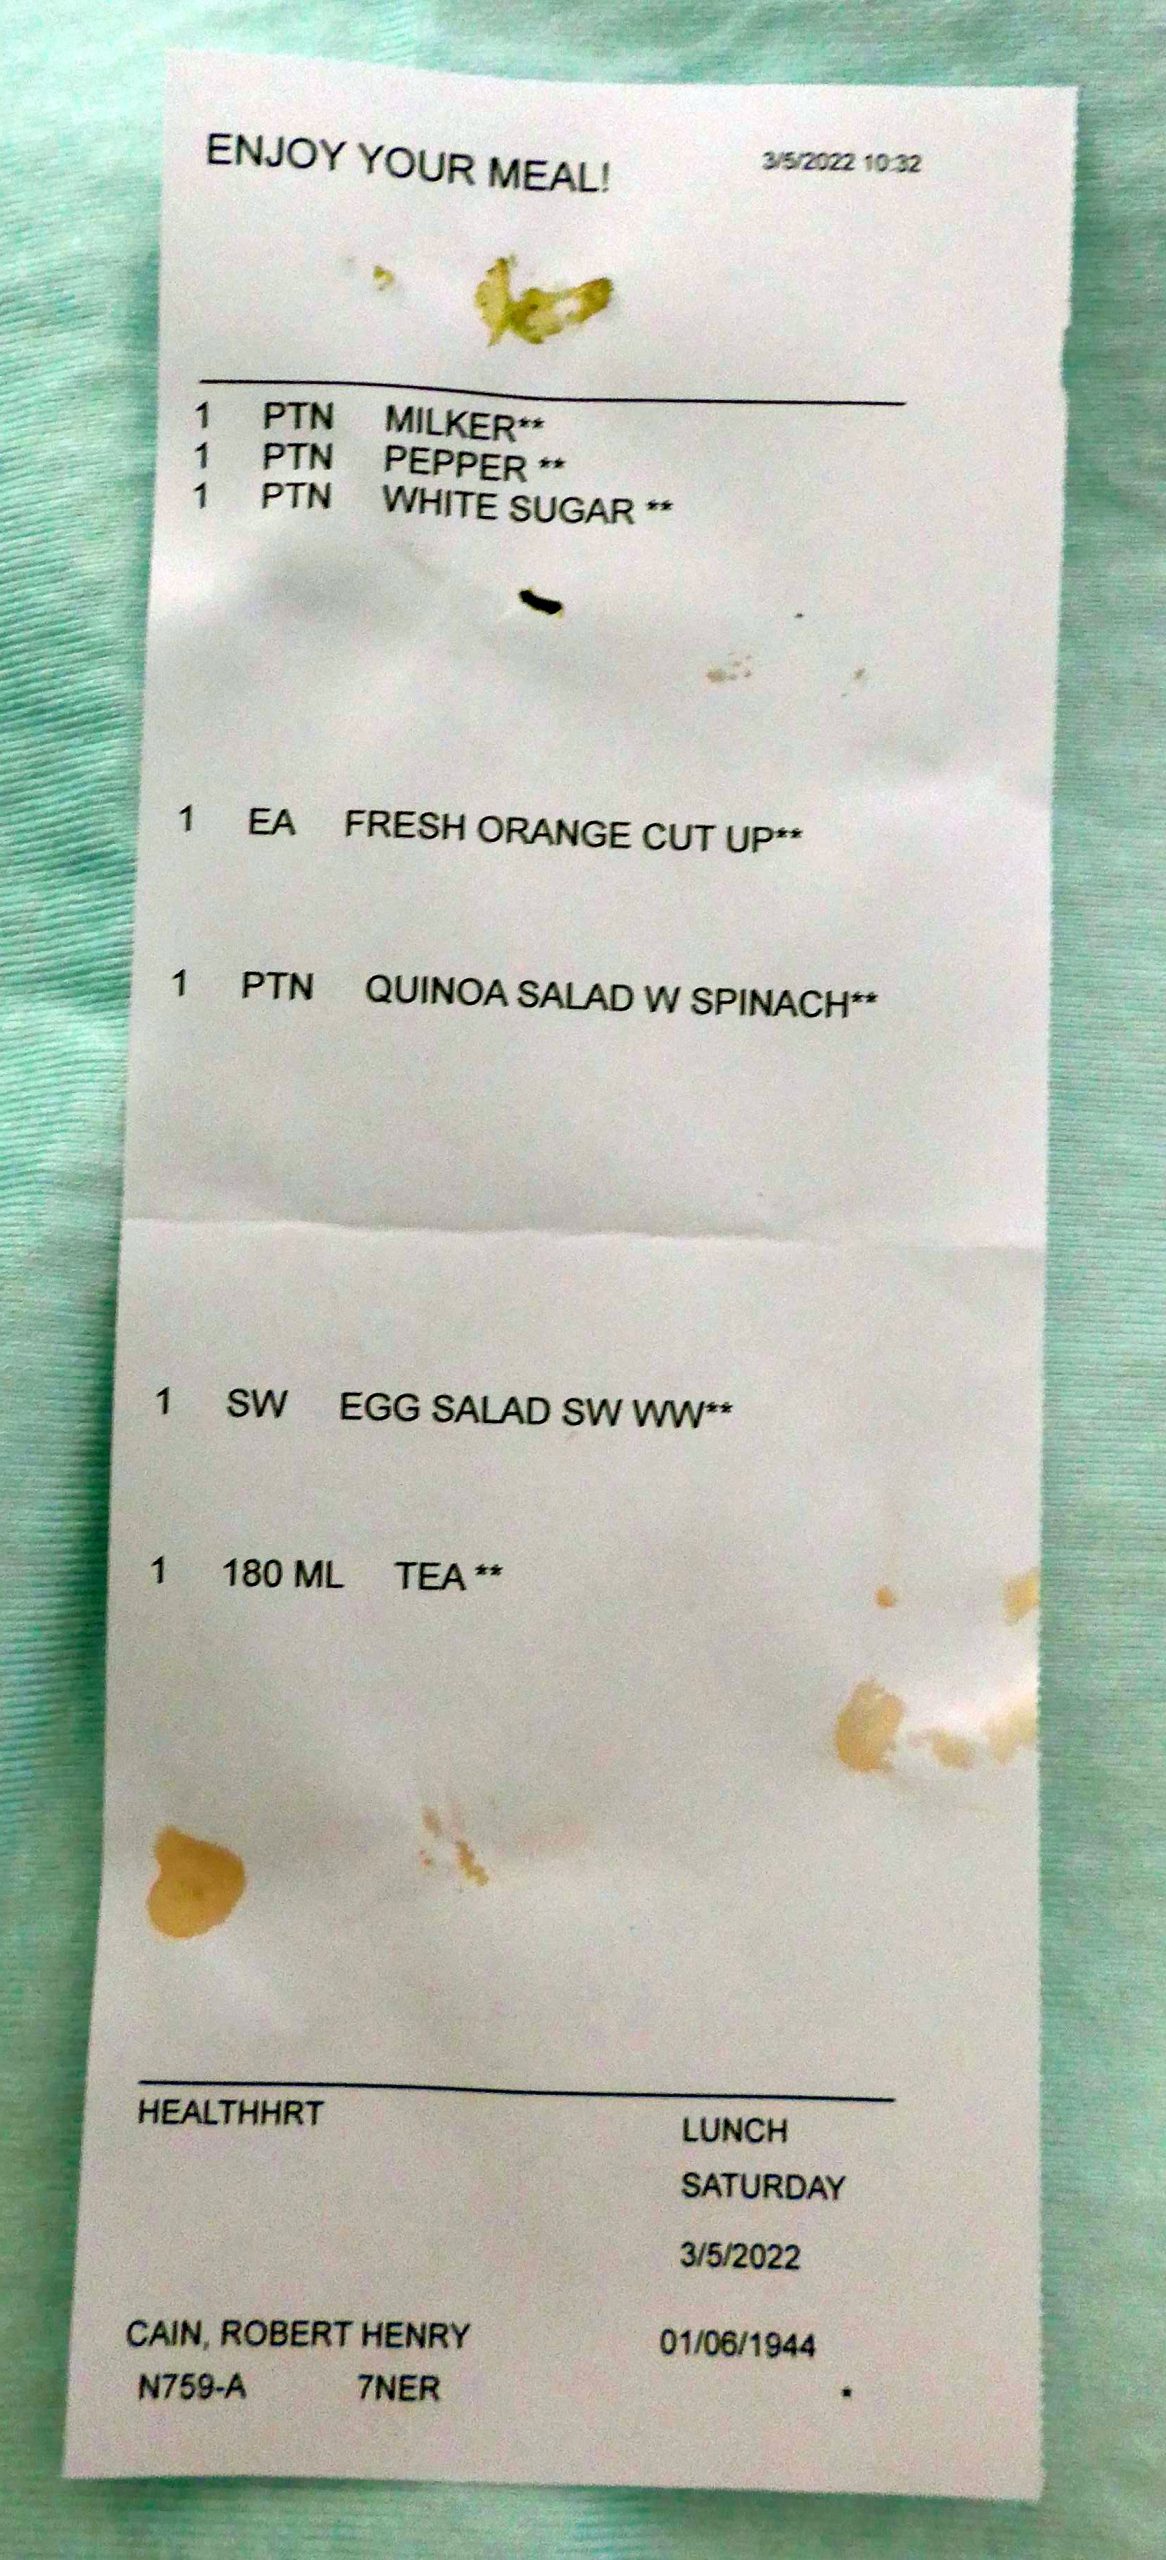 ENJOY YOUR MEAL! 3/5/2022 10:32
1 PTN MILKER**
1 PTN PEPPER **
1 PTN WHITE SUGAR **
1 EA FRESH ORANGE CUT UP**
1 PTN QUINOA SALAD W SPINACH**
1 SW EGG SALAD SW WW**
1 180 ML TEA **
HEALTHHRT LUNCH
SATURDAY
3/5/2022
CAIN, ROBERT HENRY 01/06/1944
N759-A 7NER